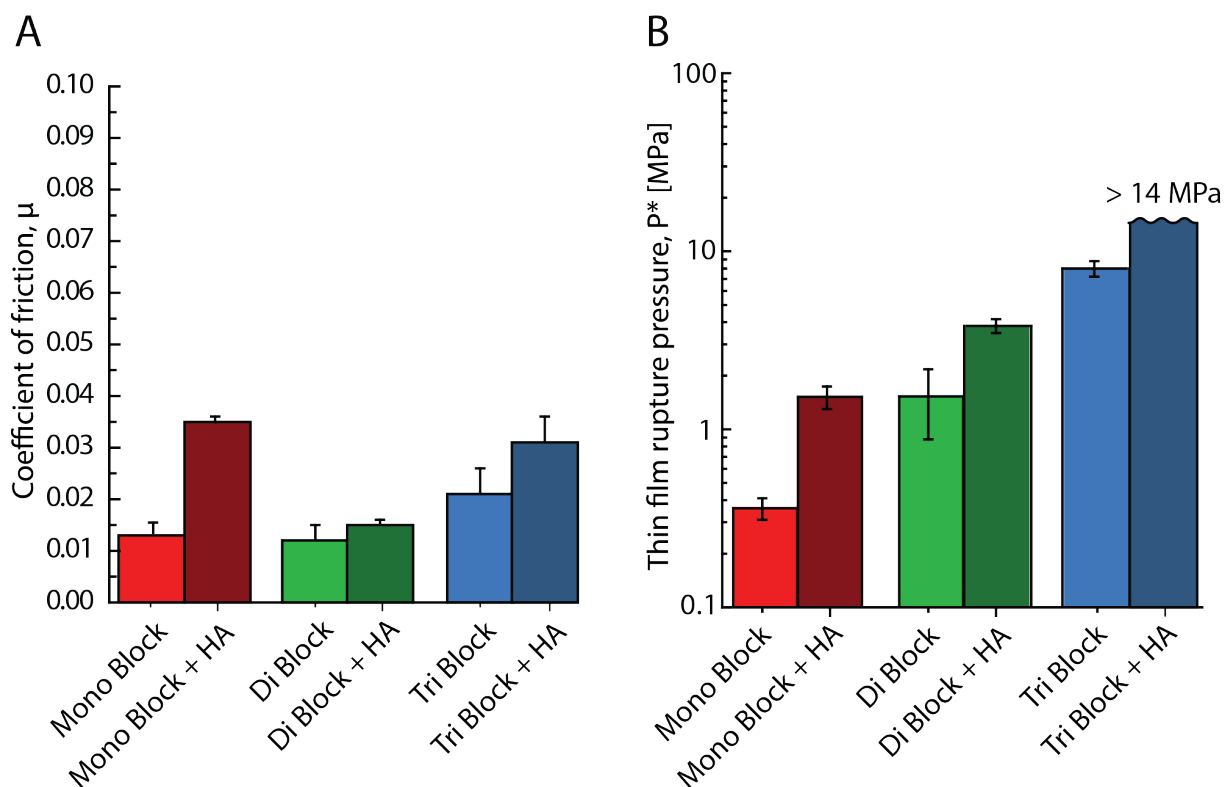 A
Coefficient of friction, µ
0.10
0.09
0.08
0.07
0.06
0.05
0.04
0.03
0.02
0.01
0.00
Mono Block
Mono Block + HA
Di Block
Di Block + HA
Tri Block
Tri Block + HA
B
Thin film rupture pressure, P* [MPa]
100
10
1
0.1
> 14 MPa
Mono Block
Mono Block + HA
Di Block
Di Block + HA
Tri Block
Tri Block + HA